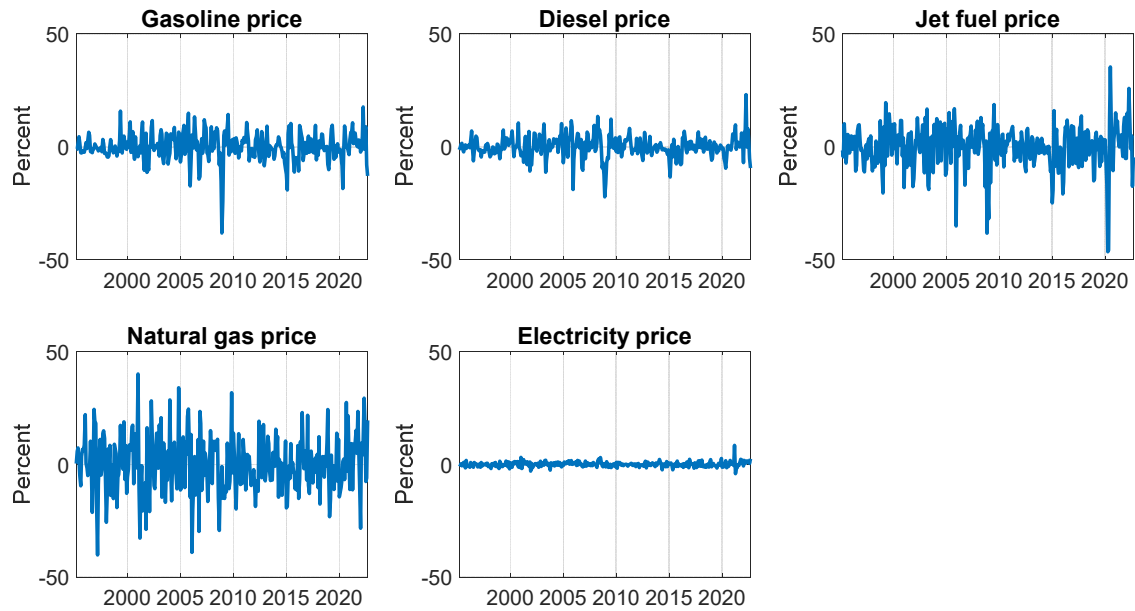 Gasoline price
Diesel price
Jet fuel price
50
0
-50
Percent
2000 2005 2010 2015 2020
50
0
-50
Percent
2000 2005 2010 2015 2020
50
0
-50
Percent
2000 2005 2010 2015 2020
Natural gas price
Electricity price
50
0
-50
Percent
2000 2005 2010 2015 2020
50
0
-50
Percent
2000 2005 2010 2015 2020